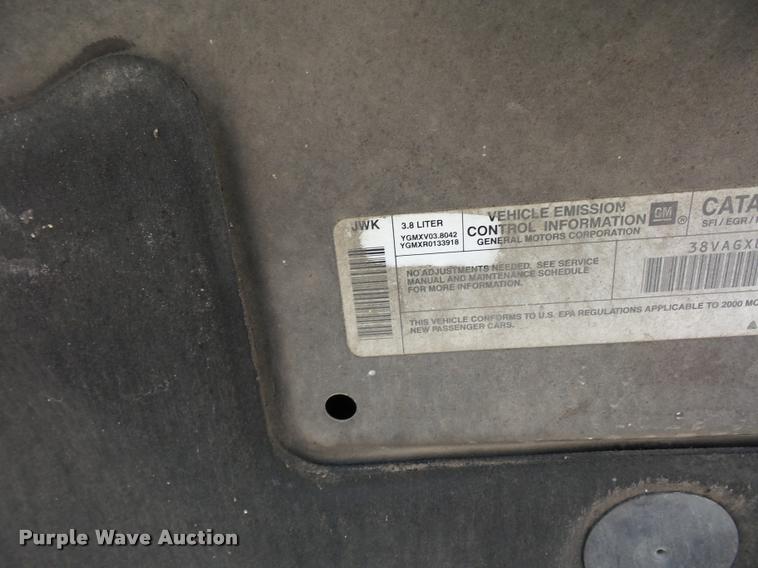 JWK
3.8 LITER
YGMXV03.8042
YGMXR0133918
VEHICLE EMISSION
CONTROL INFORMATION
GENERAL MOTORS CORPORATION
GM
®
CATA
SFI / EGR /
38VAGX
NO ADJUSTMENTS NEEDED. SEE SERVICE
MANUAL AND MAINTENANCE SCHEDULE
FOR MORE INFORMATION.
THIS VEHICLE CONFORMS TO U.S. EPA REGULATIONS APPLICABLE TO 2000 MO
NEW PASSENGER CARS.
Purple Wave Auction